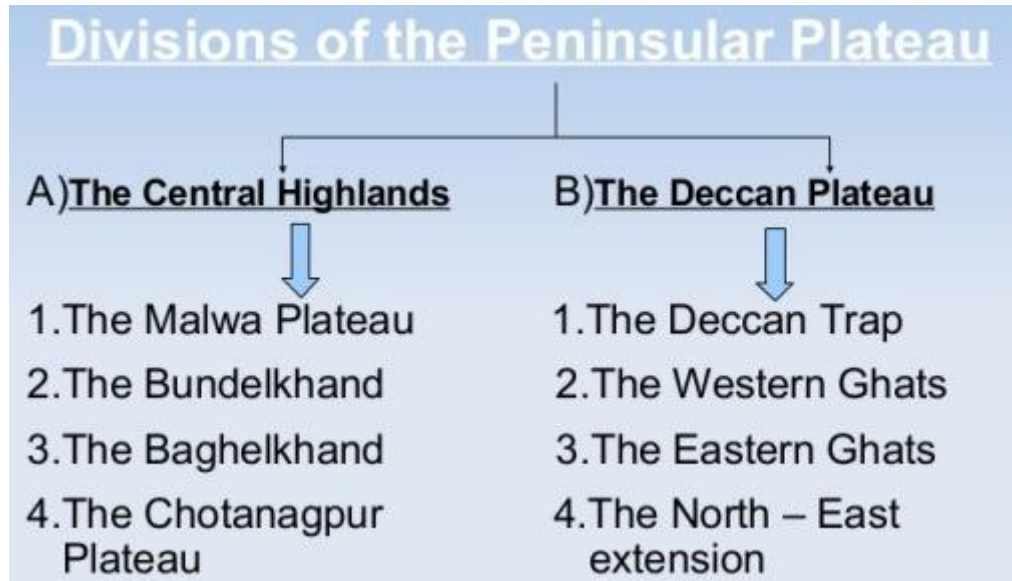 Divisions of the Peninsular Plateau
A)The Central Highlands
1.The Malwa Plateau
2.The Bundelkhand
3.The Baghelkhand
4.The Chotanagpur
Plateau
B)The Deccan Plateau
1.The Deccan Trap
2.The Western Ghats
3.The Eastern Ghats
4.The North – East
extension